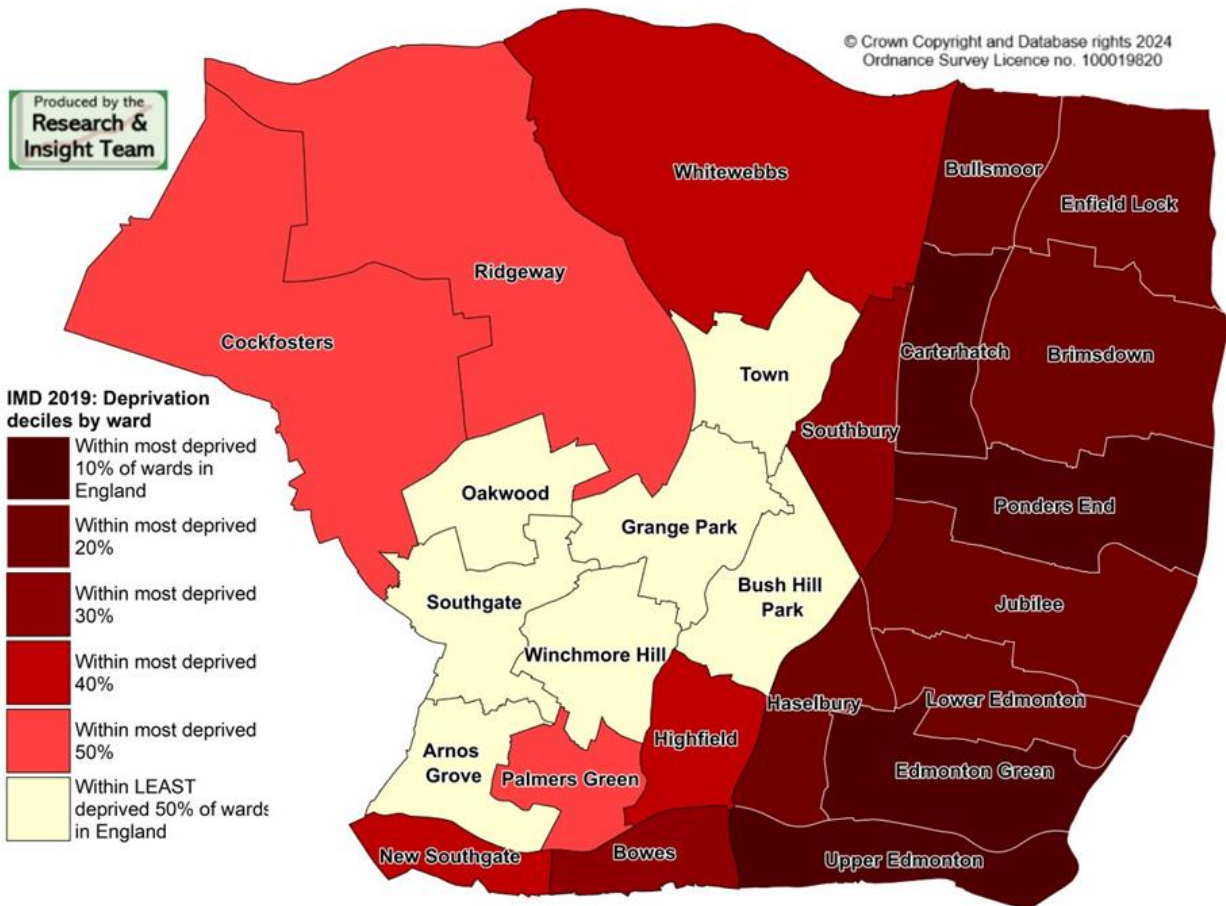 © Crown Copyright and Database rights 2024
Ordnance Survey Licence no. 100019820
Produced by the
Research &
Insight Team
Whitewebbs
Bullsmoor
Enfield Lock
Ridgeway
Cockfosters
Carterhatch
Brimsdown
Town
Southbury
IMD 2019: Deprivation
deciles by ward
Within most deprived
10% of wards in
England
Within most deprived
20%
Within most deprived
30%
Within most deprived
40%
Within most deprived
50%
Within LEAST
deprived 50% of wards
in England
Oakwood
Grange Park
Ponders End
Bush Hill
Park
Southgate
Jubilee
Winchmore Hill
Haselbury
Lower Edmonton
Highfield
Arnos
Grove
Palmers Green
Edmonton Green
New Southgate
Bowes
Upper Edmonton